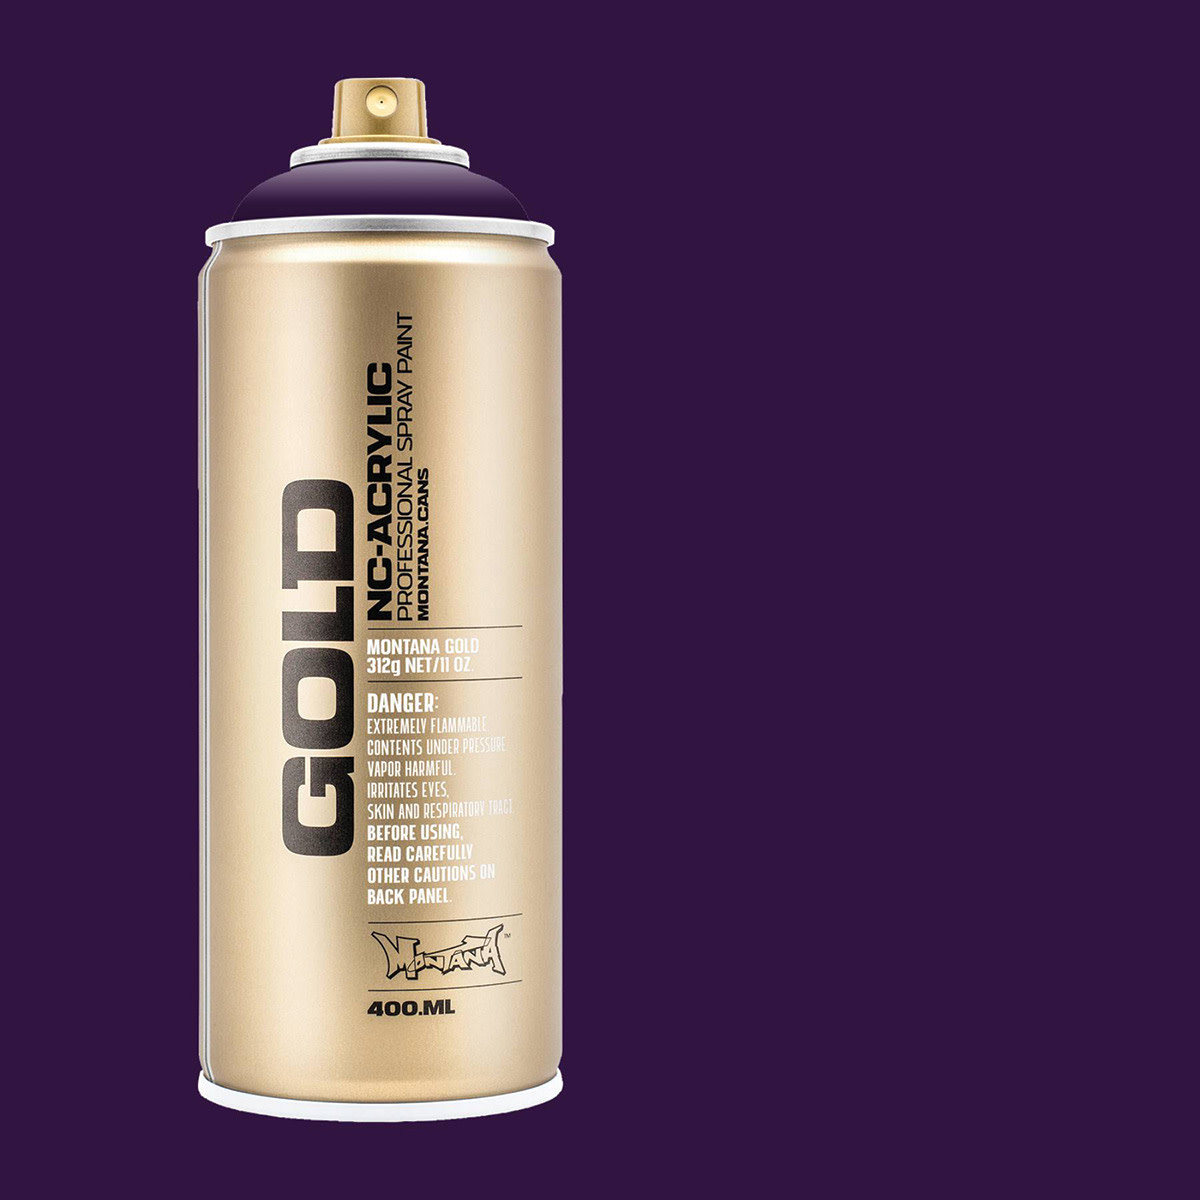 GOLD
NC-ACRYLIC
PROFESSIONAL SPRAY PAINT
MONTANA.CANS
MONTANA GOLD
312g NET/11 OZ.
DANGER:
EXTREMELY FLAMMABLE.
CONTENTS UNDER PRESSURE.
VAPOR HARMFUL.
IRRITATES EYES,
SKIN AND RESPIRATORY TRACT.
BEFORE USING,
READ CAREFULLY
OTHER CAUTIONS ON
BACK PANEL.
MONTANA™
400.ML